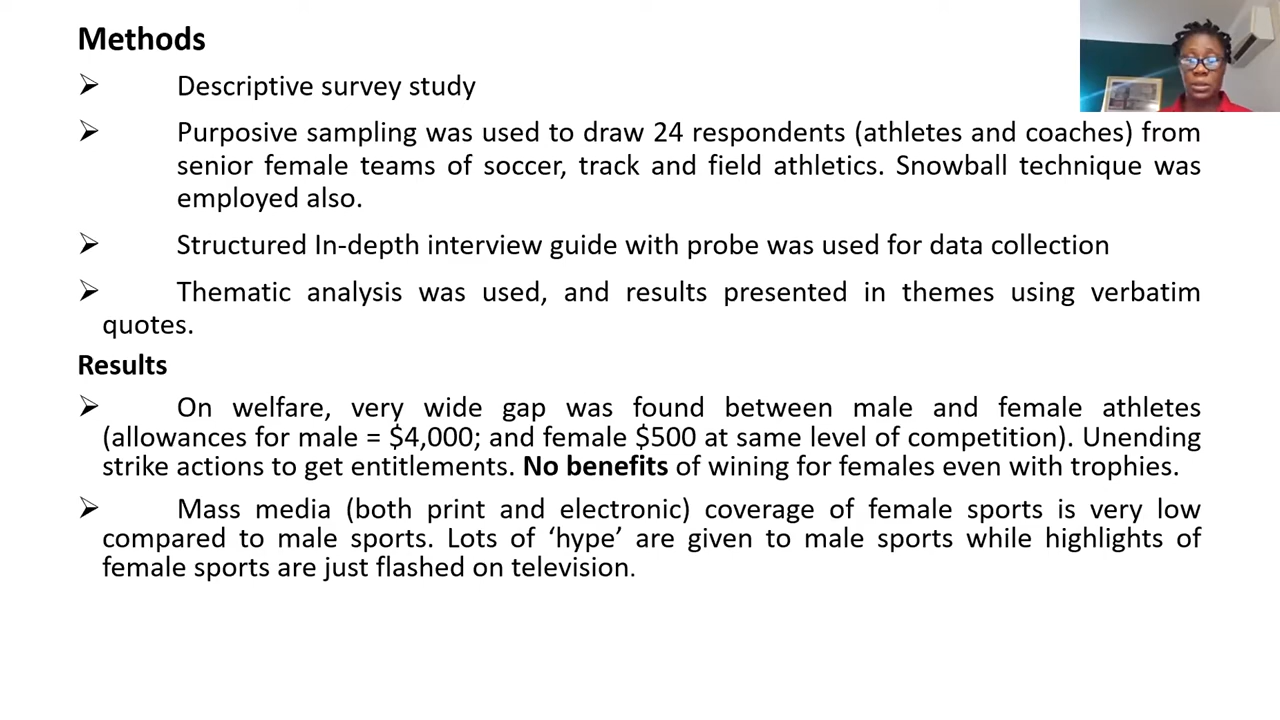 Methods
➢ Descriptive survey study
➢ Purposive sampling was used to draw 24 respondents (athletes and coaches) from
senior female teams of soccer, track and field athletics. Snowball technique was
employed also.
➢ Structured In-depth interview guide with probe was used for data collection
➢ Thematic analysis was used, and results presented in themes using verbatim
quotes.
Results
➢ On welfare, very wide gap was found between male and female athletes
(allowances for male = $4,000; and female $500 at same level of competition). Unending
strike actions to get entitlements. No benefits of wining for females even with trophies.
➢ Mass media (both print and electronic) coverage of female sports is very low
compared to male sports. Lots of ‘hype’ are given to male sports while highlights of
female sports are just flashed on television.